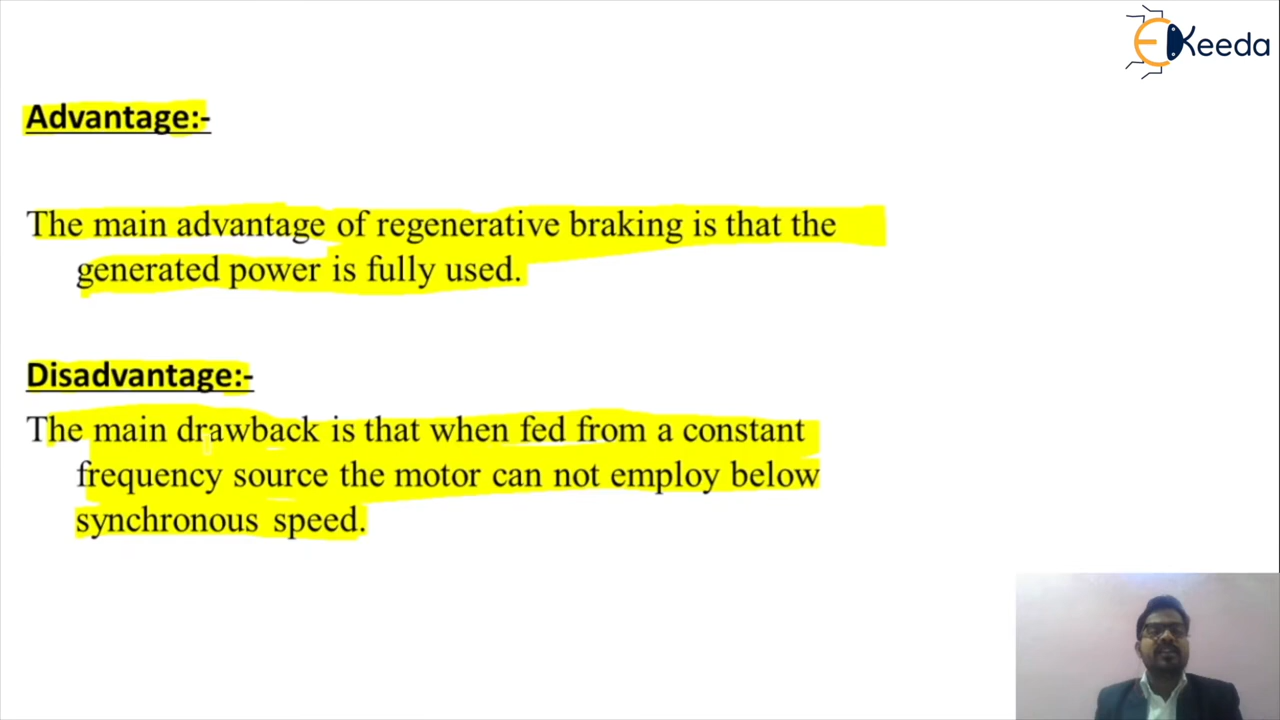 EKeeda
Advantage:-
The main advantage of regenerative braking is that the
generated power is fully used.
Disadvantage:-
The main drawback is that when fed from a constant
frequency source the motor can not employ below
synchronous speed.